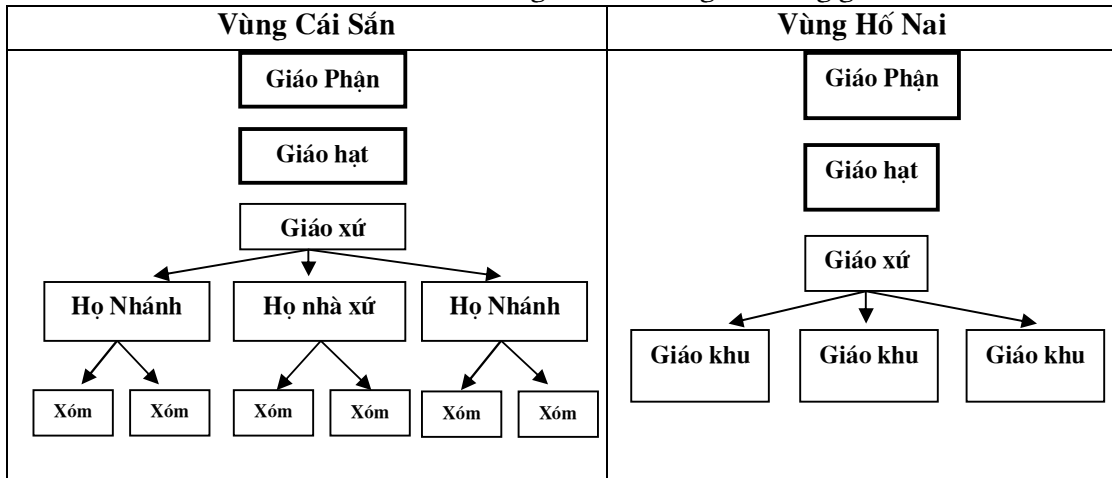 Vùng Cái Sắn
Vùng Hố Nai
Giáo Phận
Giáo hạt
Giáo xứ
Họ Nhánh
Họ nhà xứ
Họ Nhánh
Xóm
Xóm
Xóm
Xóm
Xóm
Xóm
Giáo Phận
Giáo hạt
Giáo xứ
Giáo khu
Giáo khu
Giáo khu